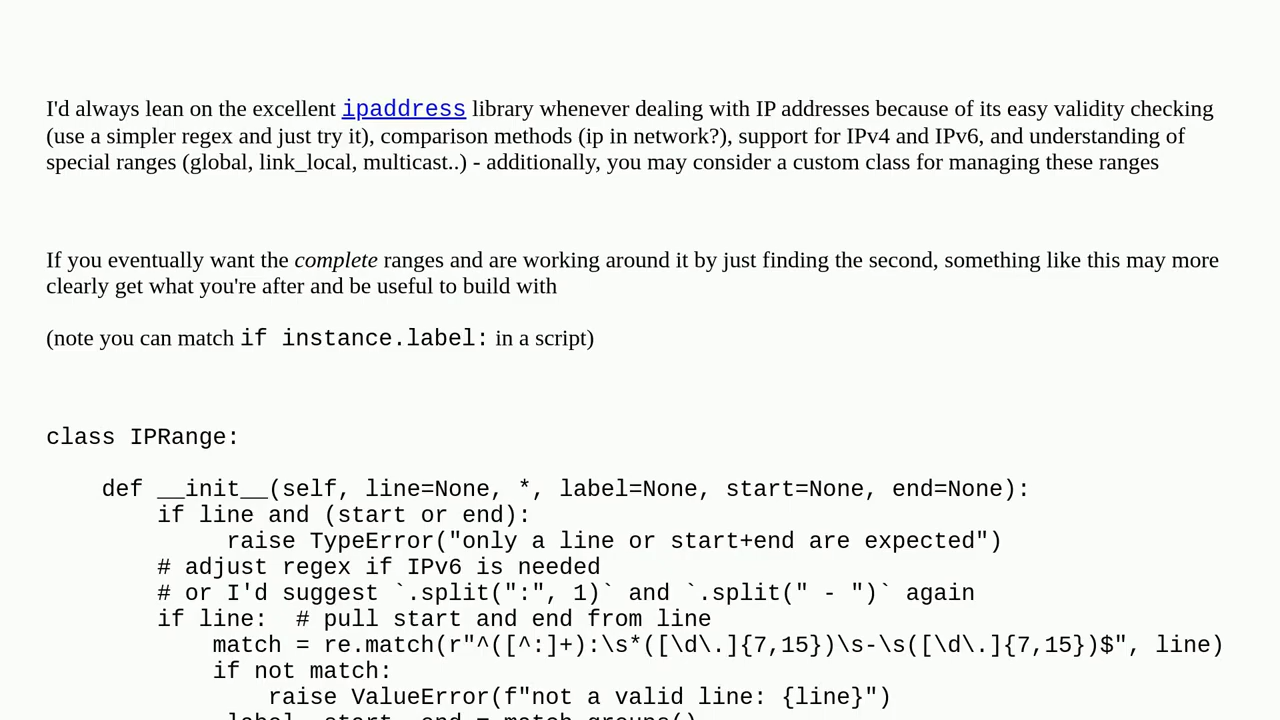 I'd always lean on the excellent ipaddress library whenever dealing with IP addresses because of its easy validity checking
(use a simpler regex and just try it), comparison methods (ip in network?), support for IPv4 and IPv6, and understanding of
special ranges (global, link_local, multicast..) - additionally, you may consider a custom class for managing these ranges
If you eventually want the complete ranges and are working around it by just finding the second, something like this may more
clearly get what you're after and be useful to build with
(note you can match if instance.label: in a script)
class IPRange:
    def __init__(self, line=None, *, label=None, start=None, end=None):
        if line and (start or end):
             raise TypeError("only a line or start+end are expected")
        # adjust regex if IPv6 is needed
        # or I'd suggest `.split(":", 1)` and `.split(" - ")` again
        if line:  # pull start and end from line
            match = re.match(r"^([^:]+):\s*([\d\.]{7,15})\s-\s([\d\.]{7,15})$", line)
            if not match:
                raise ValueError(f"not a valid line: {line}")
             label, start, end = match.groups()